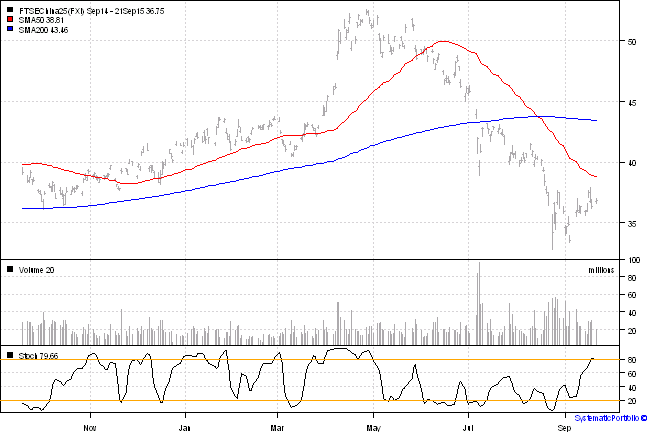 FTSEChina25(FXI) Sep14 - 21Sep15 36.75
SMA50 38.81
SMA200 43.46
50
45
40
35
Volume 20
millions
100
80
60
40
20
Stoch 79.66
80
60
40
20
Nov
Jan
Mar
May
Jul
Sep
SystematicPortfolio ©